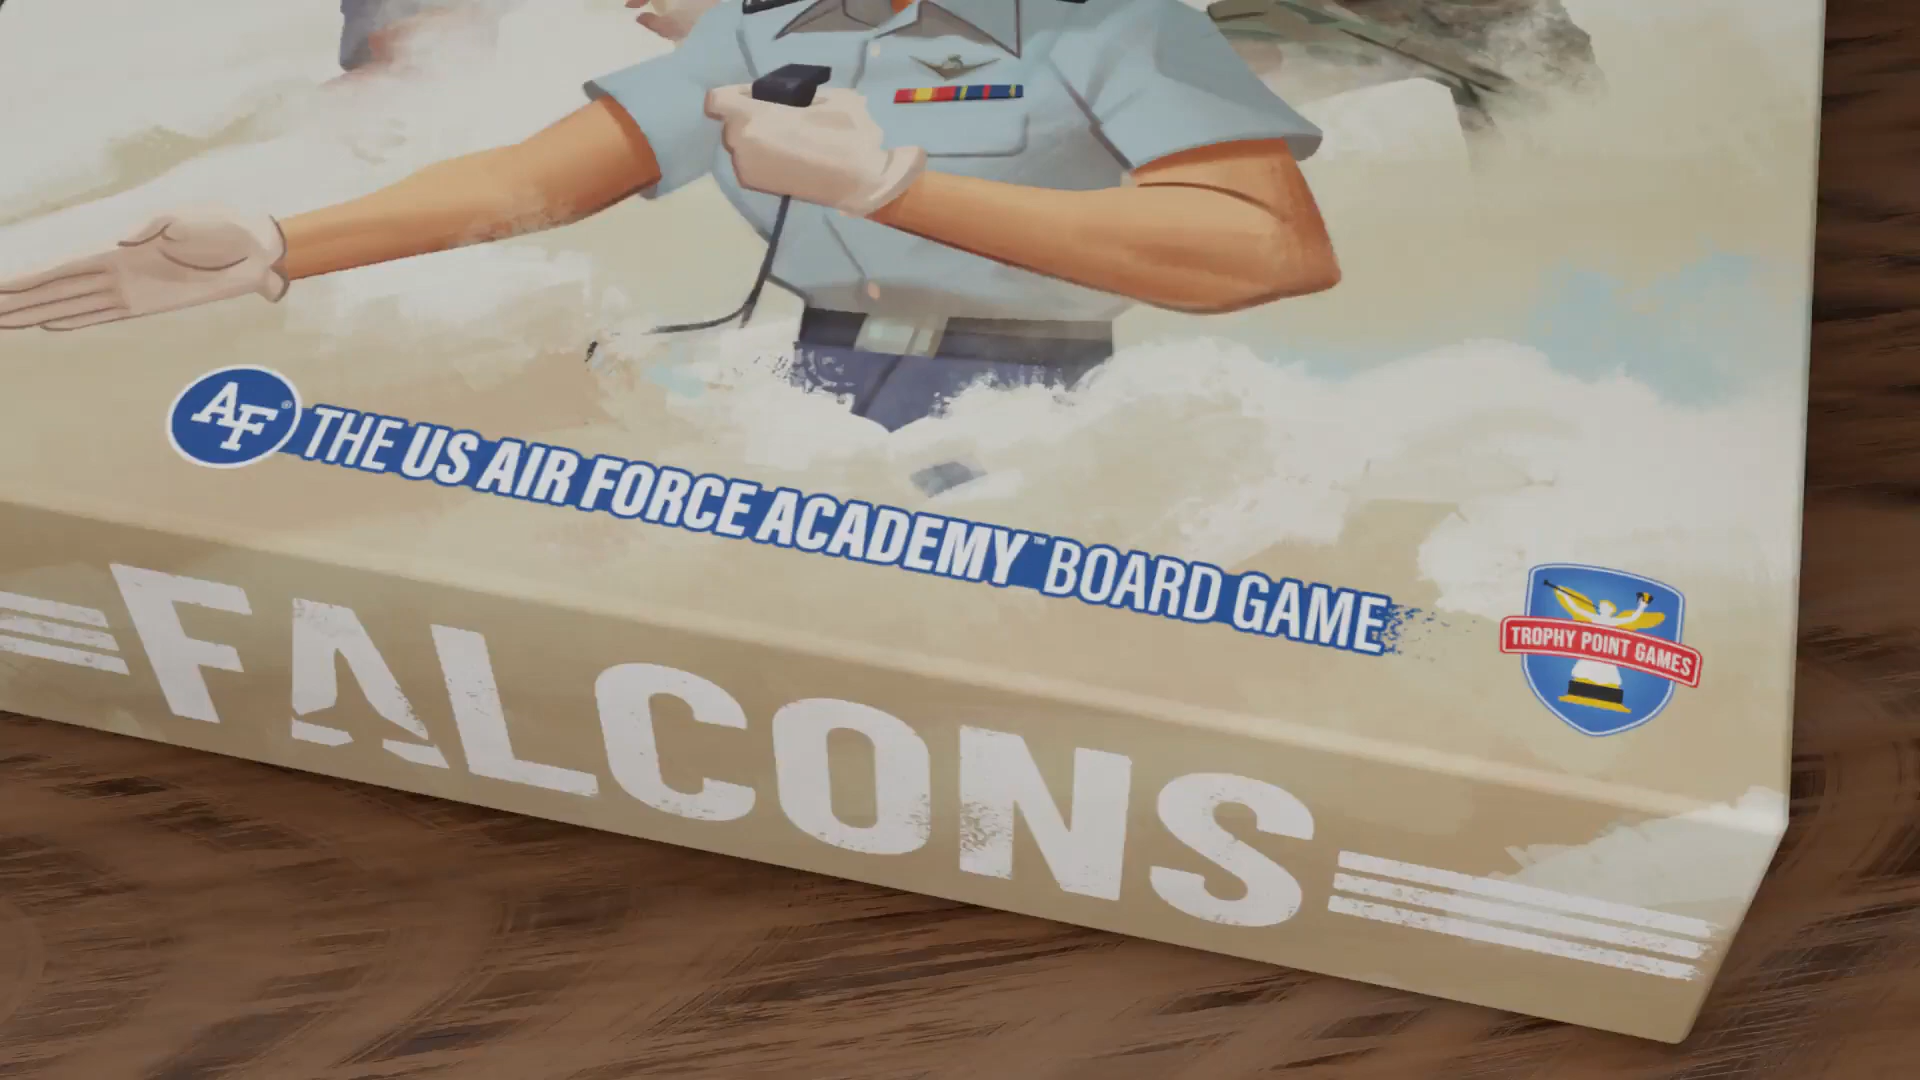 AF®
THE US AIR FORCE ACADEMY™ BOARD GAME
TROPHY POINT GAMES
FALCONS